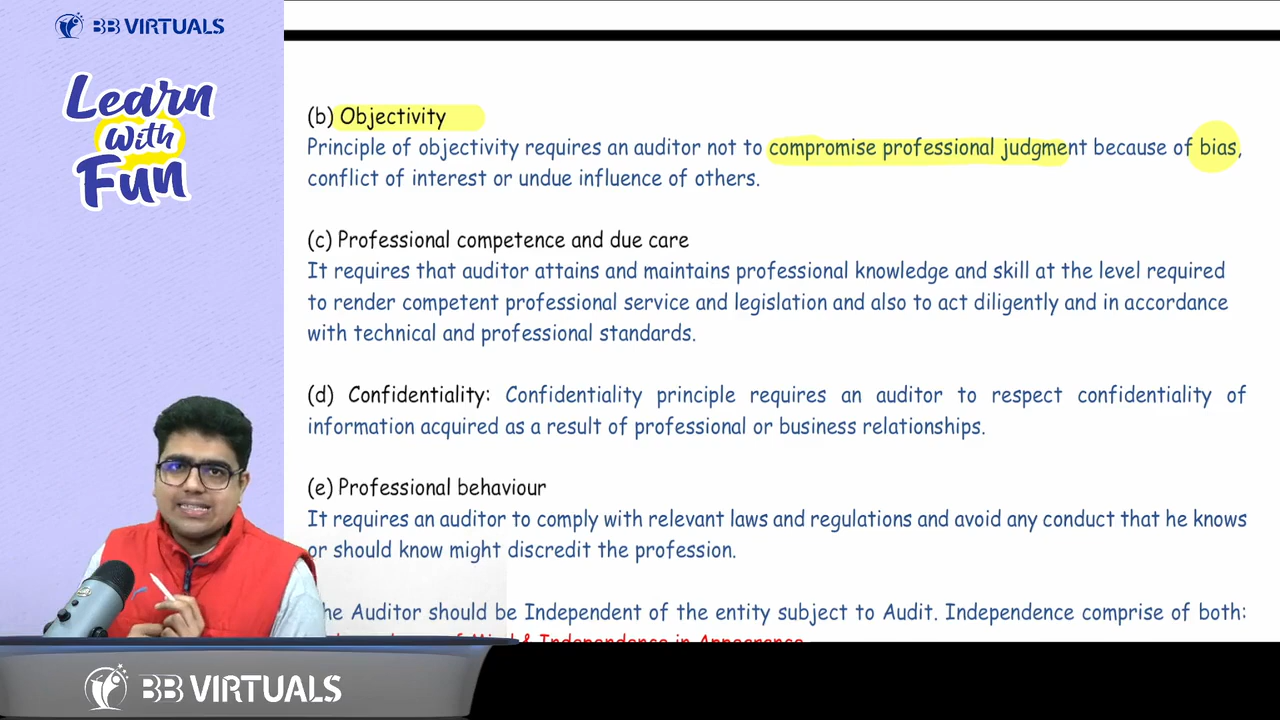 BB VIRTUALS
Learn
With
Fun
(b) Objectivity
Principle of objectivity requires an auditor not to compromise professional judgment because of bias,
conflict of interest or undue influence of others.
(c) Professional competence and due care
It requires that auditor attains and maintains professional knowledge and skill at the level required
to render competent professional service and legislation and also to act diligently and in accordance
with technical and professional standards.
(d) Confidentiality: Confidentiality principle requires an auditor to respect confidentiality of
information acquired as a result of professional or business relationships.
(e) Professional behaviour
It requires an auditor to comply with relevant laws and regulations and avoid any conduct that he knows
or should know might discredit the profession.
he Auditor should be Independent of the entity subject to Audit. Independence comprise of both:
& Independence in Appearance
BB VIRTUALS